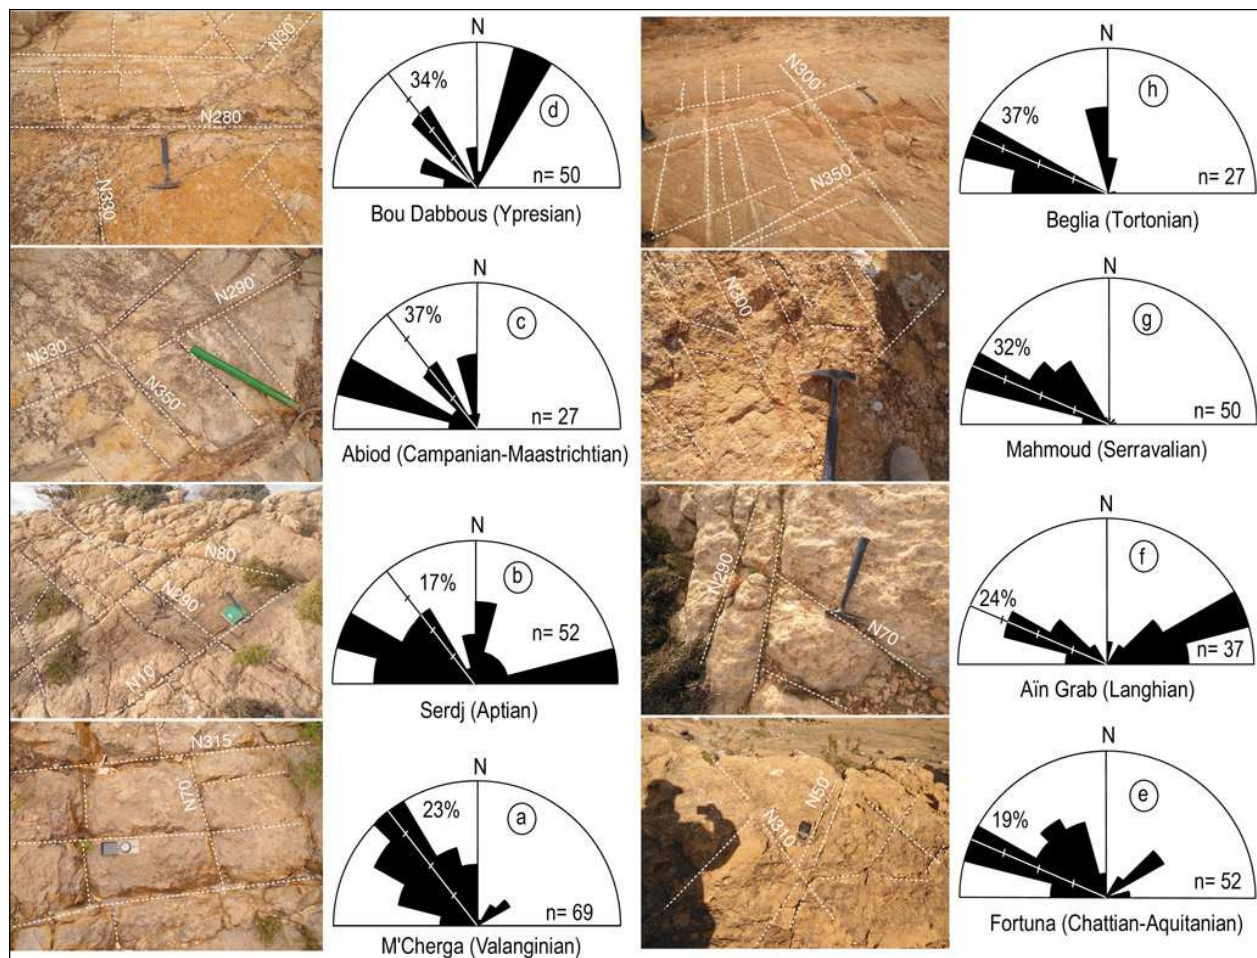 N30°
N280°
N330°
N
34%
d
n= 50
Bou Dabbous (Ypresian)
N300°
N350°
N
37%
h
n= 27
Beglia (Tortonian)
N290°
N330°
N350°
N
37%
c
n= 27
Abiod (Campanian-Maastrichtian)
N300°
N
32%
g
n= 50
Mahmoud (Serravalian)
N80°
N290°
N10°
N
17%
b
n= 52
Serdj (Aptian)
N290°
N70°
N
24%
f
n= 37
Aïn Grab (Langhian)
N315°
N70°
N
23%
a
n= 69
M'Cherga (Valanginian)
N50°
N310°
N
19%
e
n= 52
Fortuna (Chattian-Aquitanian)